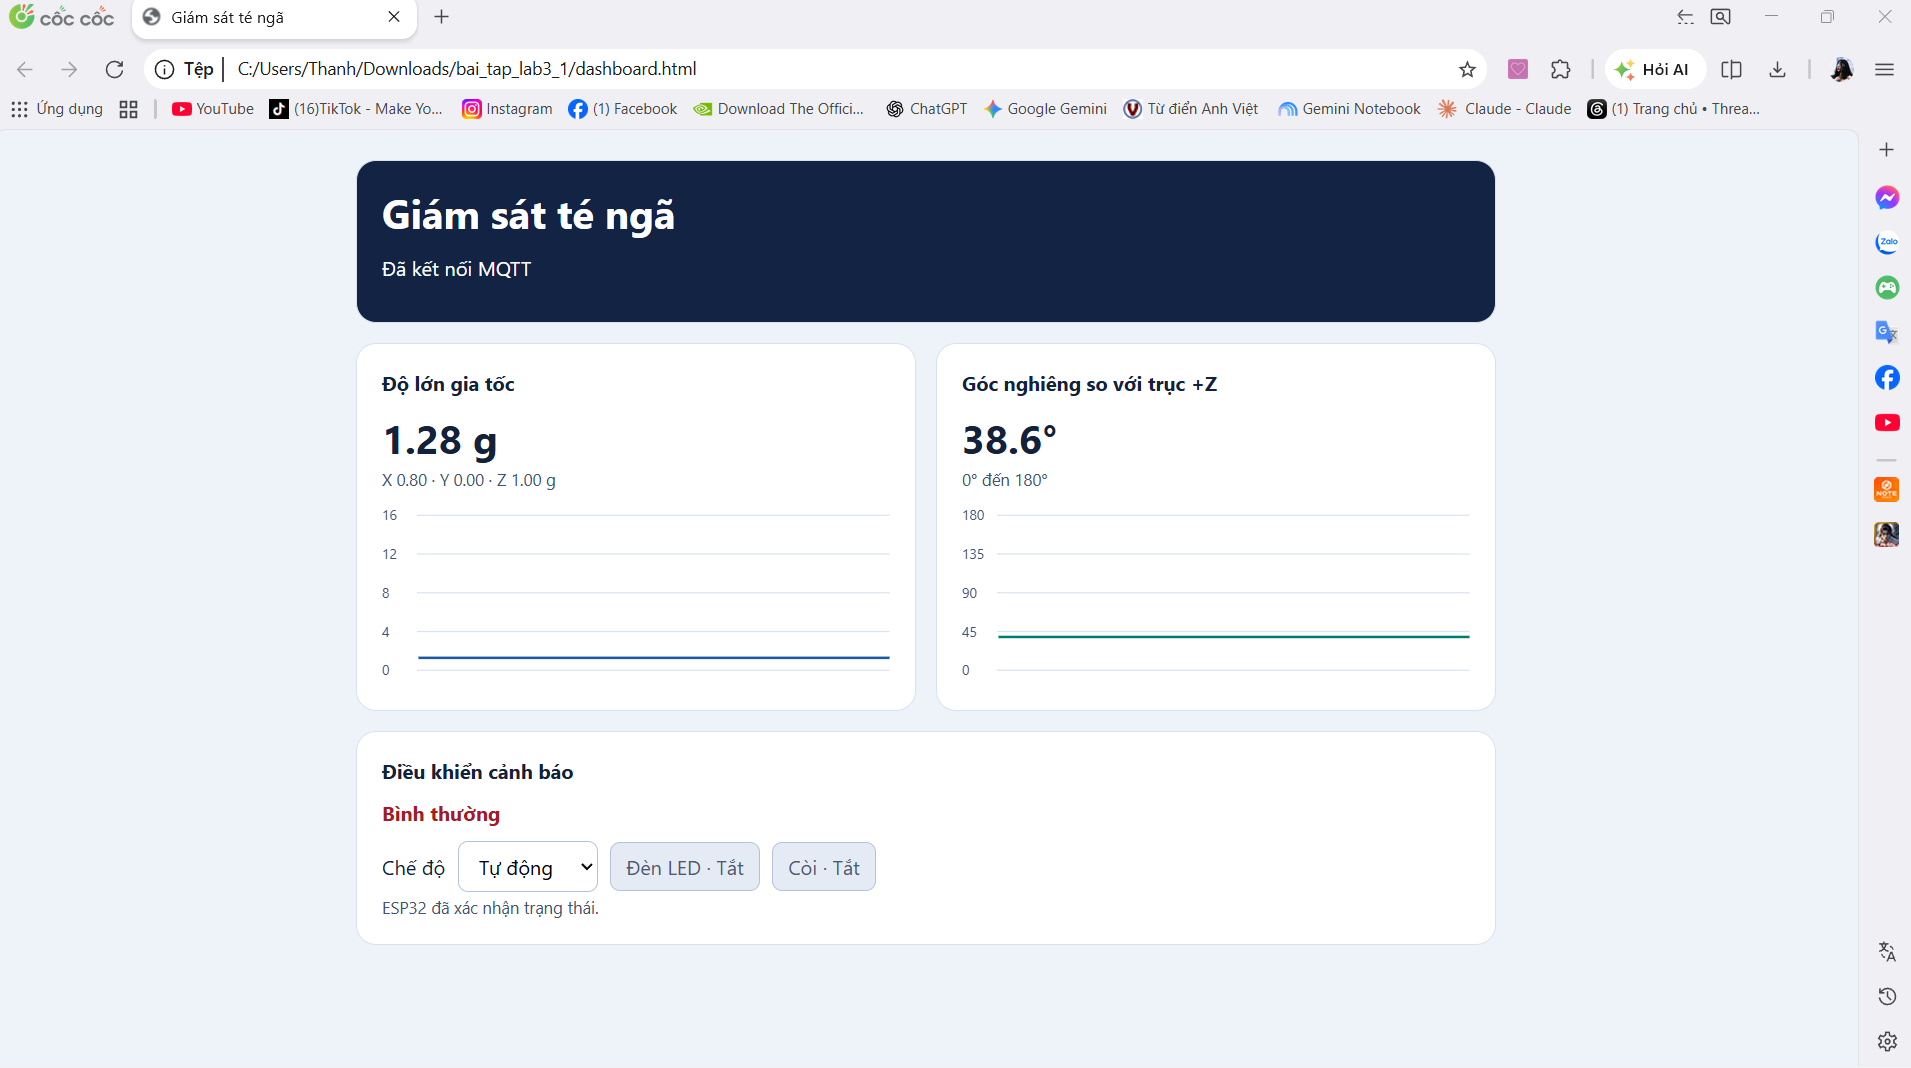 cốc cốc
Giám sát té ngã
Tệp
C:/Users/Thanh/Downloads/bai_tap_lab3_1/dashboard.html
Hỏi AI
Ứng dụng
YouTube
(16)TikTok - Make Yo...
Instagram
(1) Facebook
Download The Offici...
ChatGPT
Google Gemini
Từ điển Anh Việt
Gemini Notebook
Claude - Claude
(1) Trang chủ • Threa...
Giám sát té ngã
Đã kết nối MQTT
Độ lớn gia tốc
1.28 g
X 0.80 · Y 0.00 · Z 1.00 g
16
12
8
4
0
Góc nghiêng so với trục +Z
38.6°
0° đến 180°
180
135
90
45
0
Điều khiển cảnh báo
Bình thường
Chế độ
Tự động
Đèn LED · Tắt
Còi · Tắt
ESP32 đã xác nhận trạng thái.
Zalo
NOTE